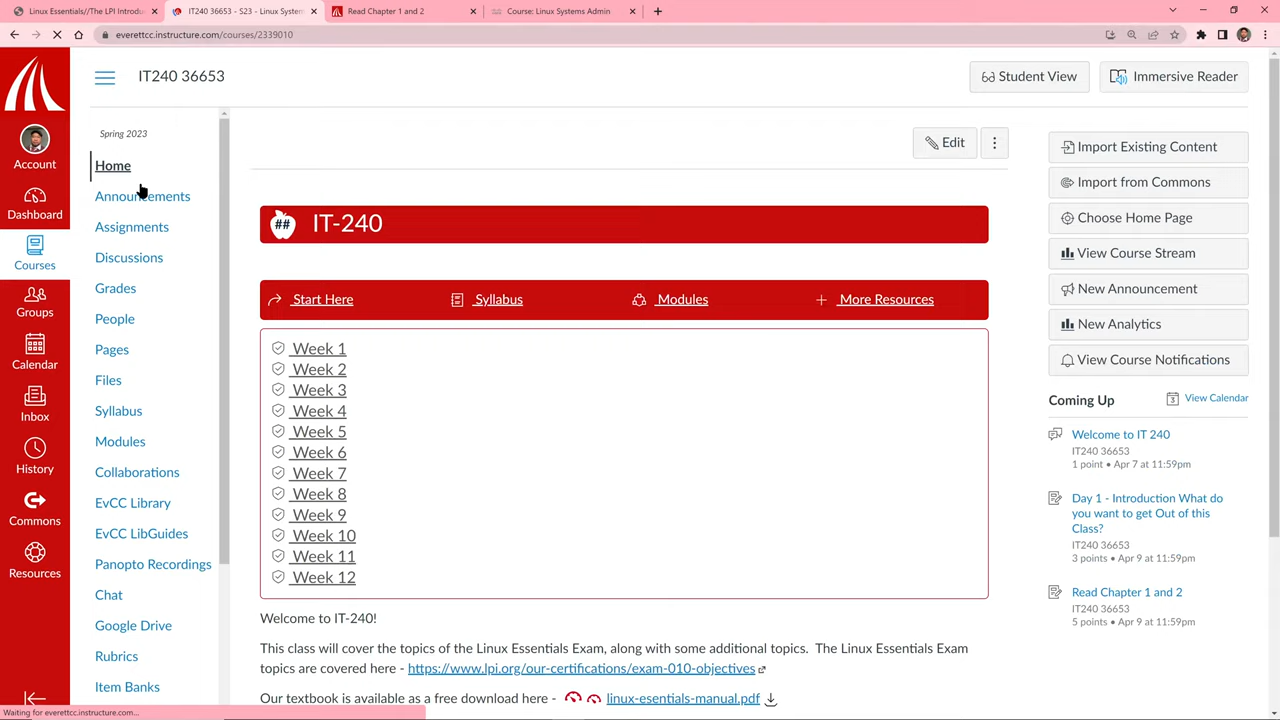 Linux Essentials//The LPI Introdu
IT240 36653 - S23 - Linux System
Read Chapter 1 and 2
Course: Linux Systems Admin
everettcc.instructure.com/courses/2339010
IT240 36653
Student View
Immersive Reader
Account
Dashboard
Courses
Groups
Calendar
Inbox
History
Commons
Resources
Spring 2023
Home
Announcements
Assignments
Discussions
Grades
People
Pages
Files
Syllabus
Modules
Collaborations
EvCC Library
EvCC LibGuides
Panopto Recordings
Chat
Google Drive
Rubrics
Item Banks
Edit
## IT-240
Start Here
Syllabus
Modules
More Resources
Week 1
Week 2
Week 3
Week 4
Week 5
Week 6
Week 7
Week 8
Week 9
Week 10
Week 11
Week 12
Welcome to IT-240!
This class will cover the topics of the Linux Essentials Exam, along with some additional topics. The Linux Essentials Exam
topics are covered here - https://www.lpi.org/our-certifications/exam-010-objectives
Our textbook is available as a free download here - linux-esentials-manual.pdf
Import Existing Content
Import from Commons
Choose Home Page
View Course Stream
New Announcement
New Analytics
View Course Notifications
Coming Up
View Calendar
Welcome to IT 240
IT240 36653
1 point • Apr 7 at 11:59pm
Day 1 - Introduction What do
you want to get Out of this
Class?
IT240 36653
3 points • Apr 9 at 11:59pm
Read Chapter 1 and 2
IT240 36653
5 points • Apr 9 at 11:59pm
Waiting for everettcc.instructure.com...